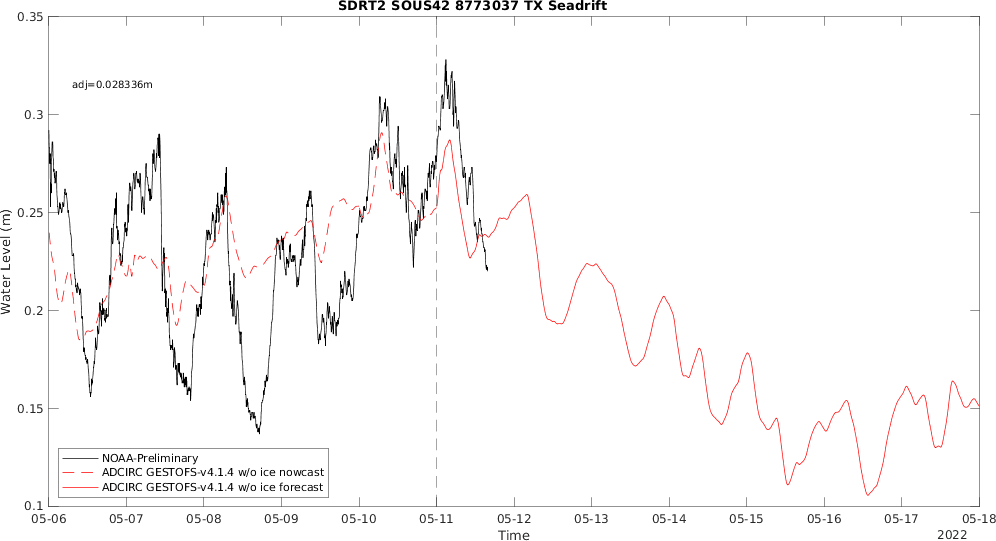 SDRT2 SOUS42 8773037 TX Seadrift
0.35
adj=0.028336m
0.3
0.25
Water Level (m)
0.2
0.15
NOAA-Preliminary
ADCIRC GESTOFS-v4.1.4 w/o ice nowcast
ADCIRC GESTOFS-v4.1.4 w/o ice forecast
0.1
05-06 05-07 05-08 05-09 05-10 05-11 05-12 05-13 05-14 05-15 05-16 05-17 05-18
Time
2022